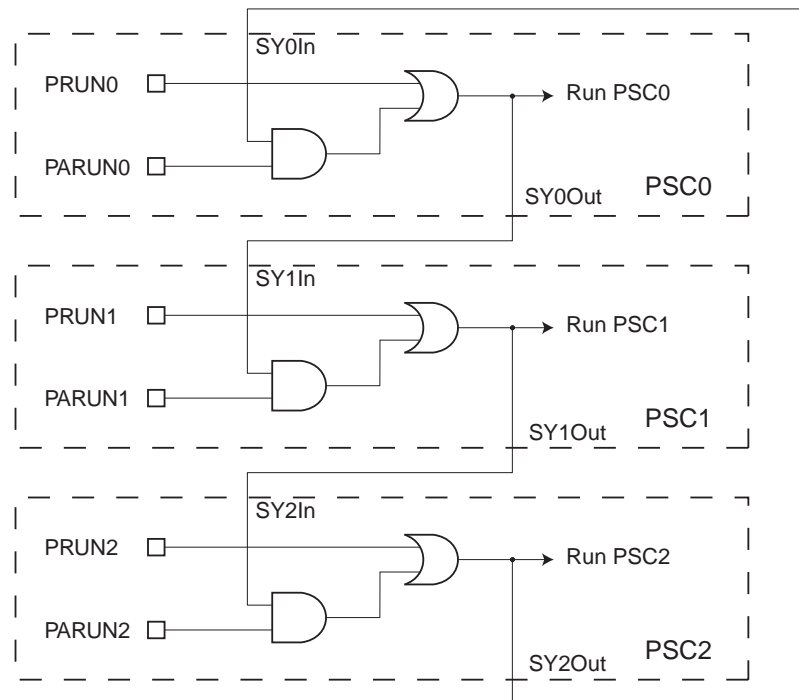 SY0In
PRUN0
Run PSC0
PARUN0
PSC0
SY0Out
SY1In
PRUN1
Run PSC1
PARUN1
PSC1
SY1Out
SY2In
PRUN2
Run PSC2
PARUN2
PSC2
SY2Out